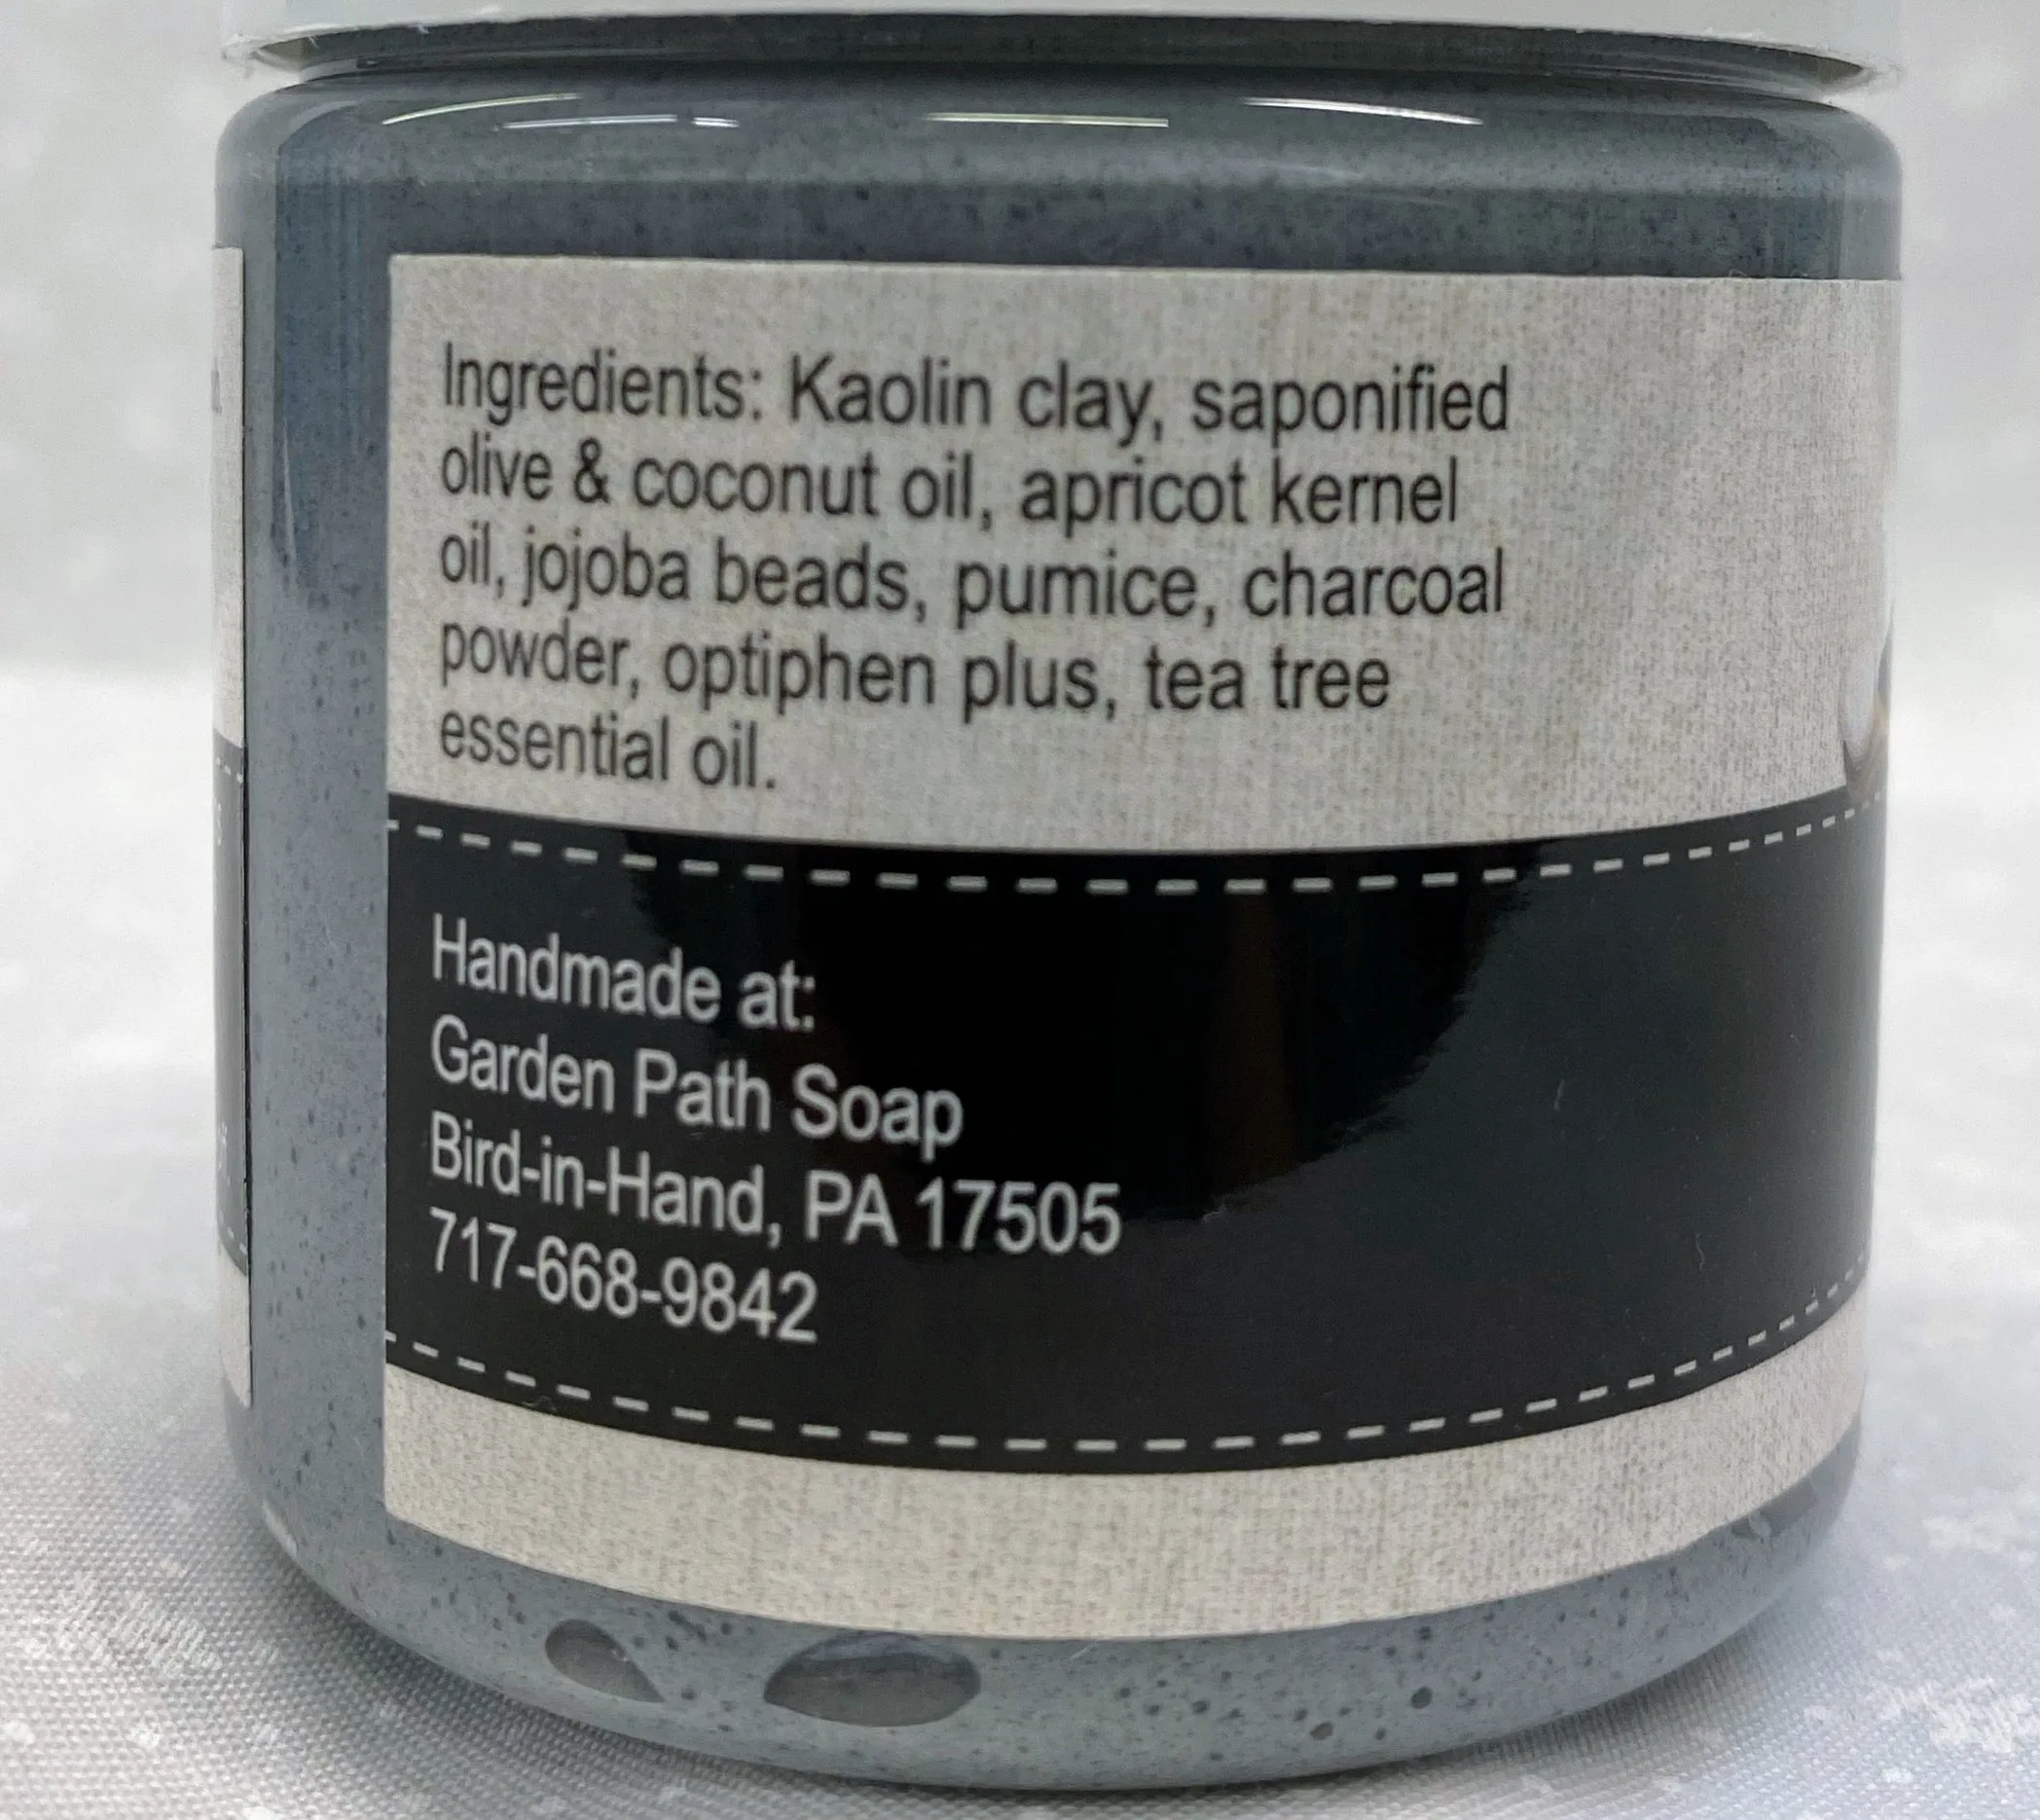 Ingredients: Kaolin clay, saponified
olive & coconut oil, apricot kernel
oil, jojoba beads, pumice, charcoal
powder, optiphen plus, tea tree
essential oil.
Handmade at:
Garden Path Soap
Bird-in-Hand, PA 17505
717-668-9842